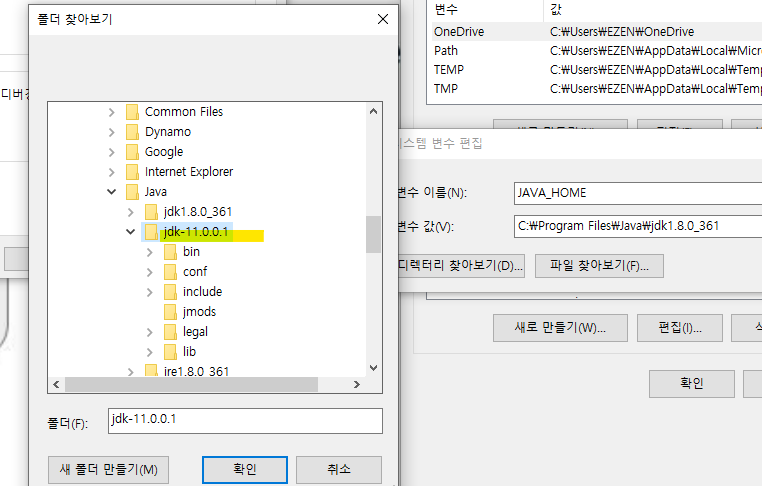 폴더 찾아보기
Common Files
Dynamo
Google
Internet Explorer
Java
jdk1.8.0_361
jdk-11.0.0.1
bin
conf
include
jmods
legal
lib
jre1.8.0_361
폴더(F):
jdk-11.0.0.1
새 폴더 만들기(M)
확인
취소
변수 값
OneDrive C:₩Users₩EZEN₩OneDrive
Path C:₩Users₩EZEN₩AppData₩Local₩Micr
TEMP C:₩Users₩EZEN₩AppData₩Local₩Temp
TMP C:₩Users₩EZEN₩AppData₩Local₩Temp
시스템 변수 편집
변수 이름(N): JAVA_HOME
변수 값(V): C:₩Program Files₩Java₩jdk1.8.0_361
디렉터리 찾아보기(D)...
파일 찾아보기(F)...
새로 만들기(W)...
편집(I)...
확인